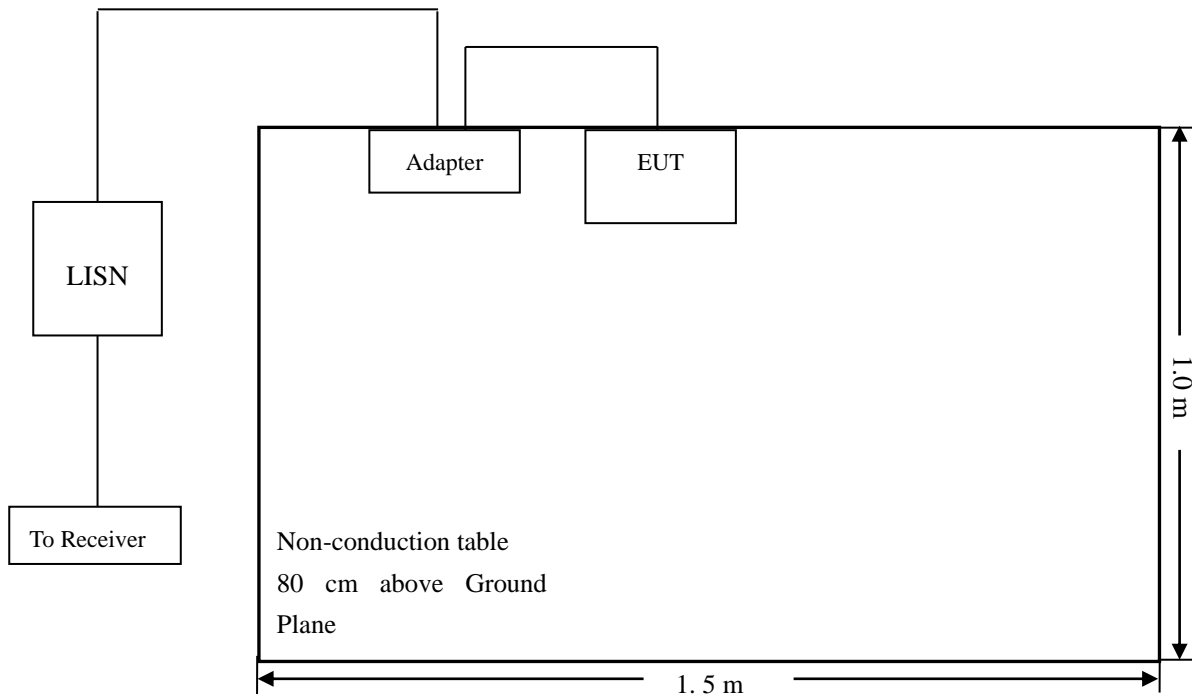 Adapter
EUT
LISN
1.0 m
To Receiver
Non-conduction table
80 cm above Ground
Plane
1. 5 m